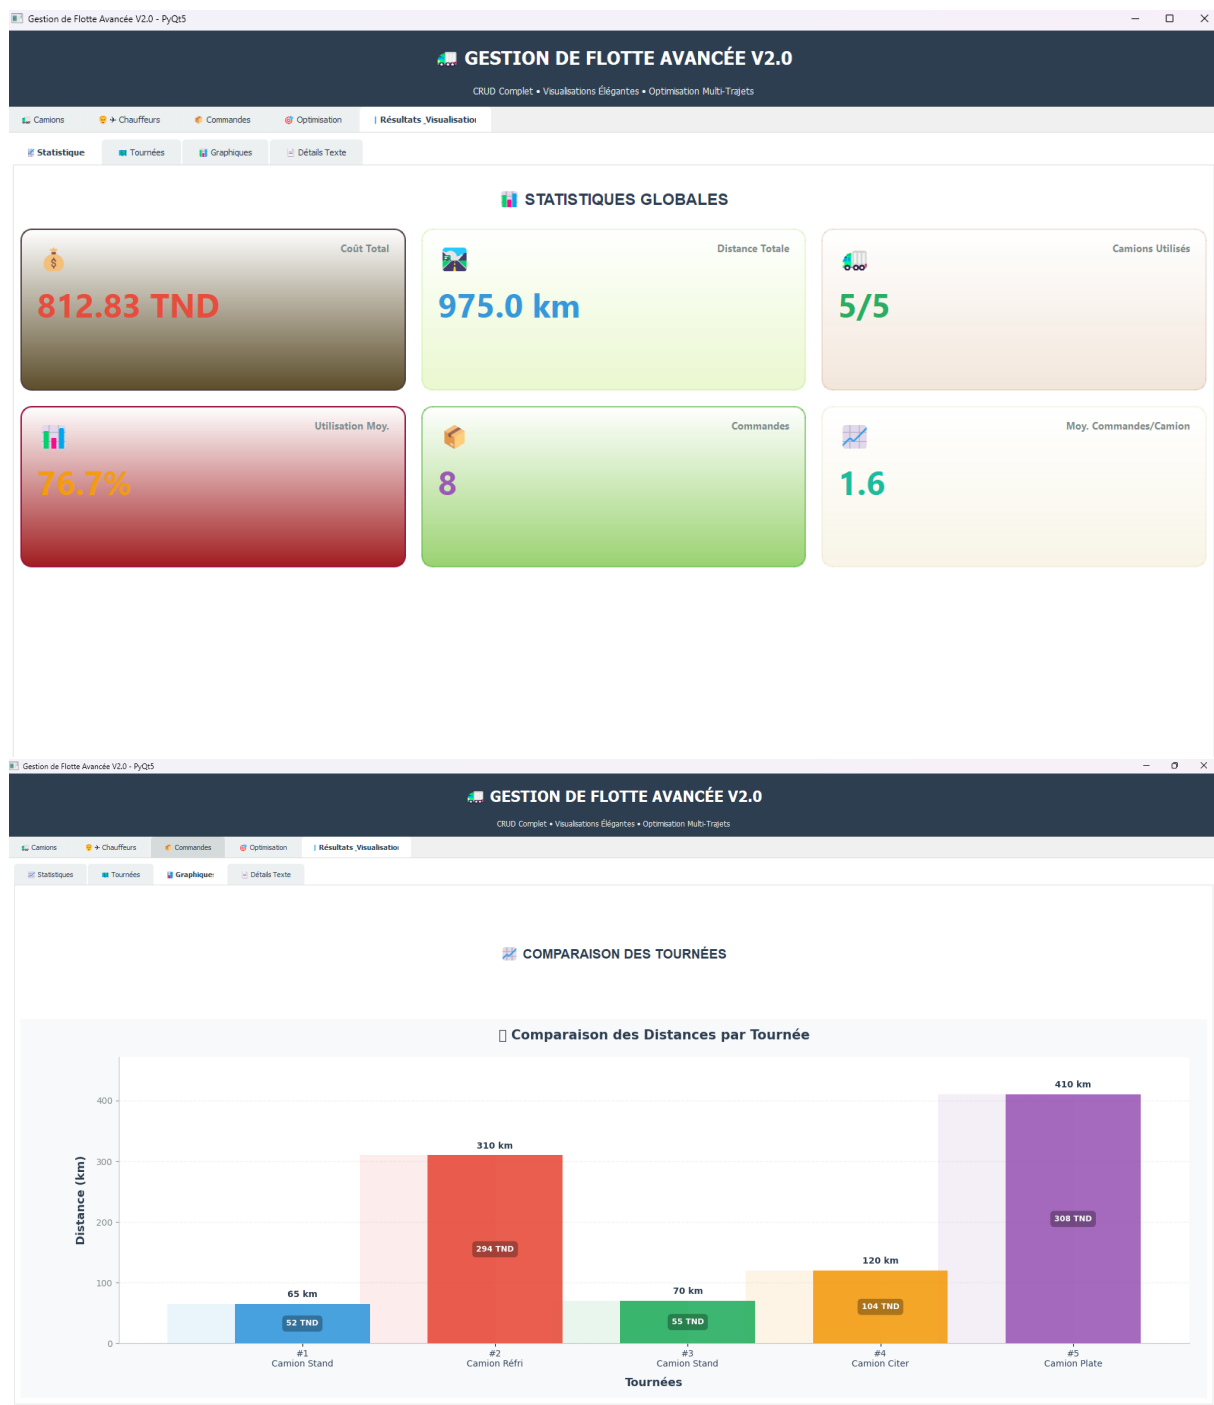 Gestion de Flotte Avancée V2.0 - PyQt5
GESTION DE FLOTTE AVANCÉE V2.0
CRUD Complet • Visualisations Élégantes • Optimisation Multi-Trajets
Camions Chauffeurs Commandes Optimisation Résultats Visualisation
Statistique Tournées Graphiques Détails Texte
STATISTIQUES GLOBALES
Coût Total
812.83 TND
Distance Totale
975.0 km
Camions Utilisés
5/5
Utilisation Moy.
76.7%
Commandes
8
Moy. Commandes/Camion
1.6
Gestion de Flotte Avancée V2.0 - PyQt5
GESTION DE FLOTTE AVANCÉE V2.0
CRUD Complet • Visualisations Élégantes • Optimisation Multi-Trajets
Camions Chauffeurs Commandes Optimisation Résultats Visualisation
Statistiques Tournées Graphiques Détails Texte
COMPARAISON DES TOURNÉES
Comparaison des Distances par Tournée
Distance (km)
400
300
200
100
0
65 km
52 TND
310 km
294 TND
70 km
55 TND
120 km
104 TND
410 km
308 TND
#1
Camion Stand
#2
Camion Réfri
#3
Camion Stand
#4
Camion Citer
#5
Camion Plate
Tournées